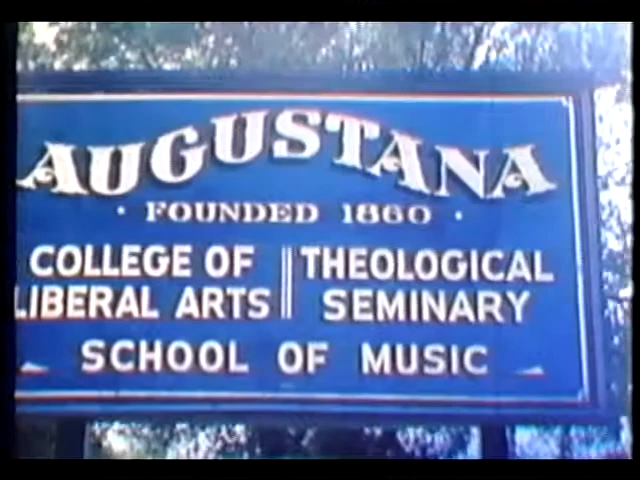 AUGUSTANA
· FOUNDED 1860 ·
COLLEGE OF LIBERAL ARTS
THEOLOGICAL SEMINARY
SCHOOL OF MUSIC